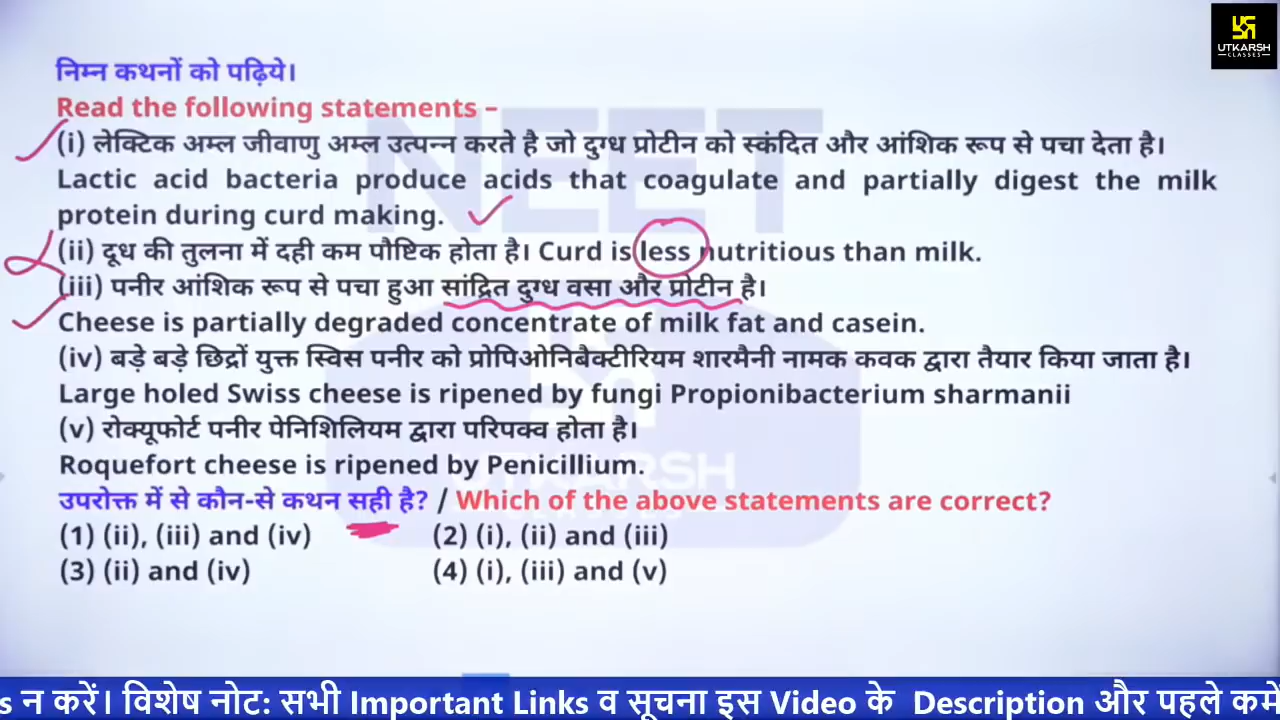 UTKARSH
CLASSES
निम्न कथनों को पढ़िये।
Read the following statements –
(i) लेक्टिक अम्ल जीवाणु अम्ल उत्पन्न करते है जो दुग्ध प्रोटीन को स्कंदित और आंशिक रूप से पचा देता है।
Lactic acid bacteria produce acids that coagulate and partially digest the milk
protein during curd making.
(ii) दूध की तुलना में दही कम पौष्टिक होता है। Curd is less nutritious than milk.
(iii) पनीर आंशिक रूप से पचा हुआ सांद्रित दुग्ध वसा और प्रोटीन है।
Cheese is partially degraded concentrate of milk fat and casein.
(iv) बड़े बड़े छिद्रों युक्त स्विस पनीर को प्रोपिओनिबैक्टीरियम शारमैनी नामक कवक द्वारा तैयार किया जाता है।
Large holed Swiss cheese is ripened by fungi Propionibacterium sharmanii
(v) रोक्यूफोर्ट पनीर पेनिशिलियम द्वारा परिपक्व होता है।
Roquefort cheese is ripened by Penicillium.
उपरोक्त में से कौन-से कथन सही है? / Which of the above statements are correct?
(1) (ii), (iii) and (iv) (2) (i), (ii) and (iii)
(3) (ii) and (iv) (4) (i), (iii) and (v)
NEET
UTKARSH
s न करें। विशेष नोट: सभी Important Links व सूचना इस Video के Description और पहले कमें